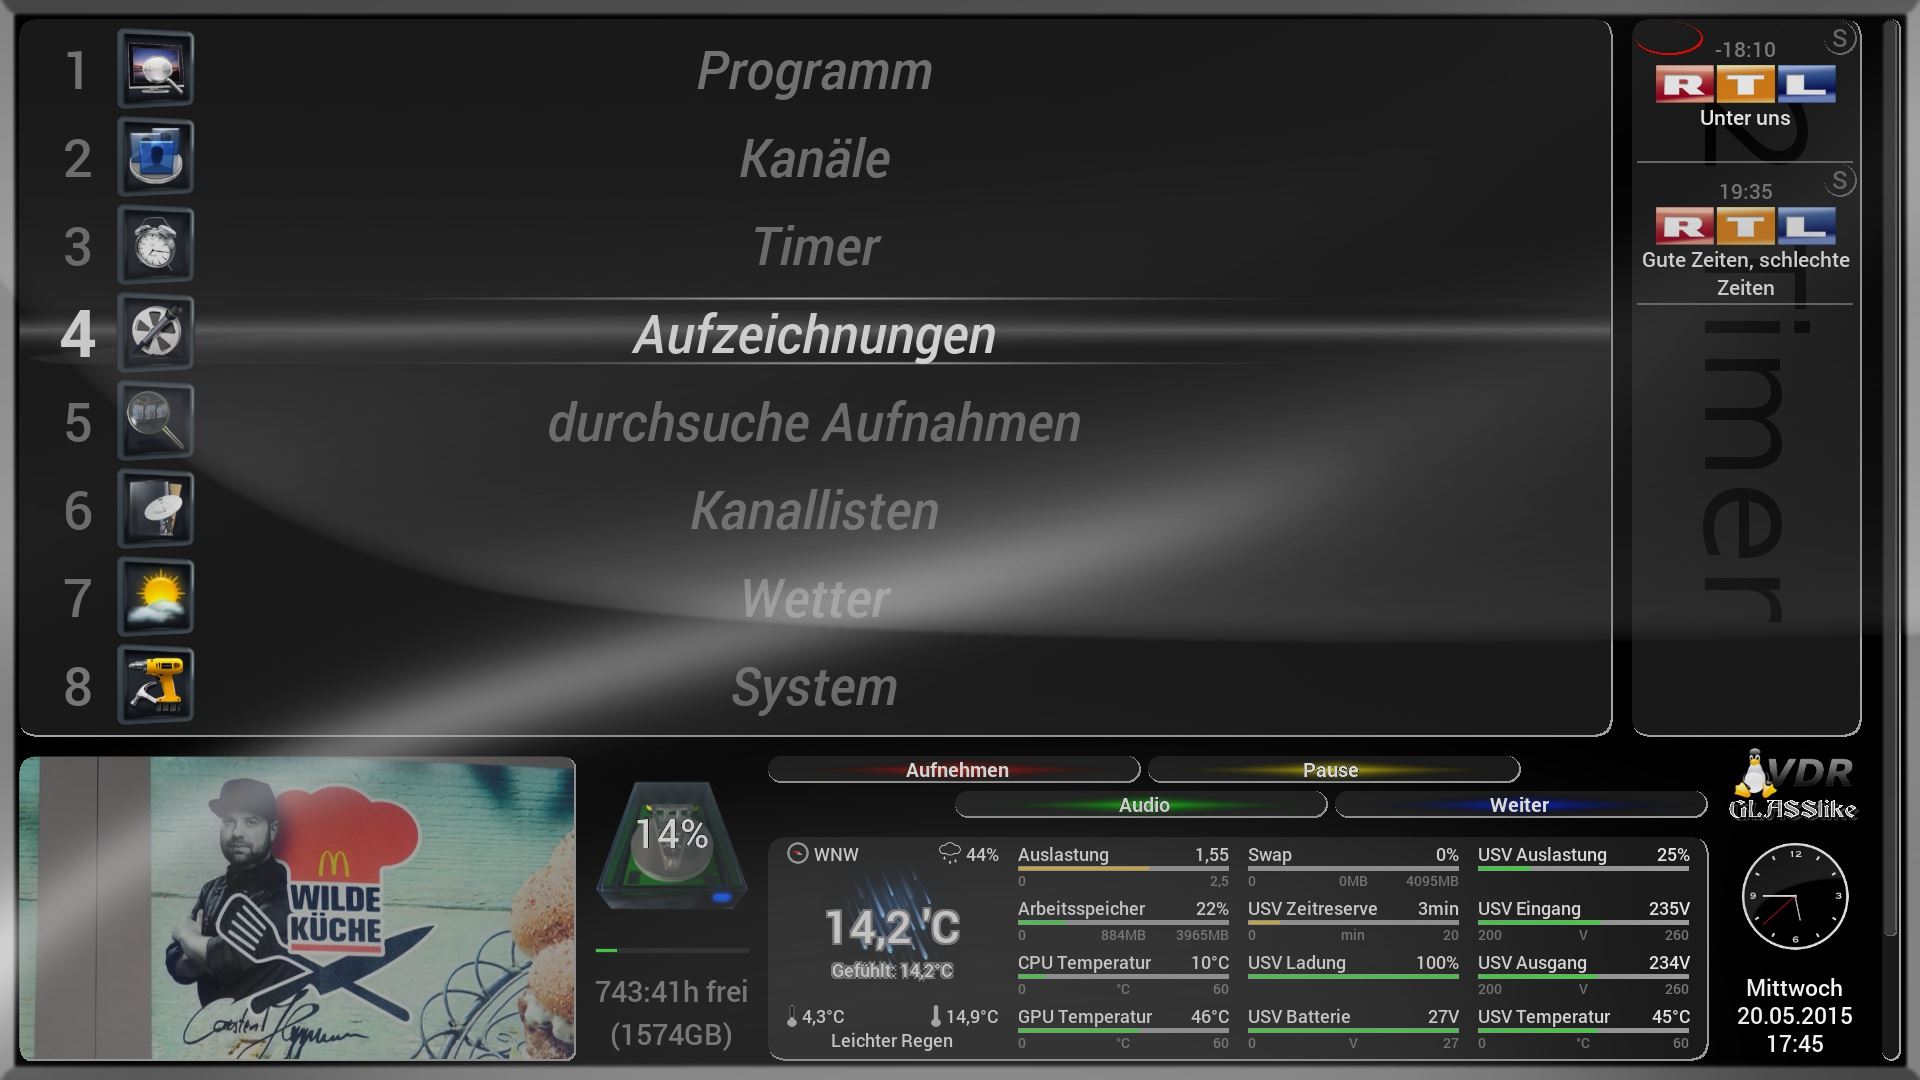 1 Programm
2 Kanäle
3 Timer
4 Aufzeichnungen
5 durchsuche Aufnahmen
6 Kanallisten
7 Wetter
8 System
S
-18:10
RTL
Unter uns
S
19:35
RTL
Gute Zeiten, schlechte
Zeiten
2 Timer
WILDE
KÜCHE
14%
743:41h frei
(1574GB)
Aufnehmen
Pause
Audio
Weiter
WNW 44%
14,2°C
Gefühlt: 14,2°C
4,3°C 14,9°C
Leichter Regen
Auslastung 1,55
0 2,5
Arbeitsspeicher 22%
0 884MB 3965MB
CPU Temperatur 10°C
0 °C 60
GPU Temperatur 46°C
0 °C 60
Swap 0%
0 0MB 4095MB
USV Zeitreserve 3min
0 min 20
USV Ladung 100%
USV Batterie 27V
0 V 27
USV Auslastung 25%
USV Eingang 235V
200 V 260
USV Ausgang 234V
200 V 260
USV Temperatur 45°C
0 °C 60
VDR
GLASSlike
12
9 3
6
Mittwoch
20.05.2015
17:45